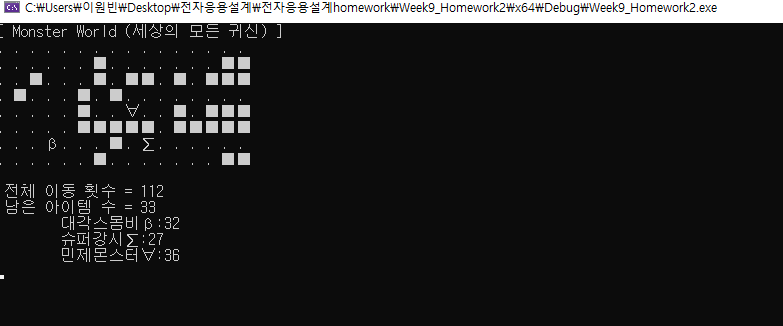 C:₩Users₩이원빈₩Desktop₩전자응용설계₩전자응용설계homework₩Week9_Homework2₩x64₩Debug₩Week9_Homework2.exe
[ Monster World (세상의 모든 귀신) ]
. . . . . . . . . . . . . . . .
. . . . . . ■ . . . . . . . ■ ■
. . ■ . . . ■ . ■ ■ . ■ . ■ ■ ■
. ■ . . . ■ . ■ . . . . . . . .
. . . . . ■ . . ∀ . . ■ . ■ ■ ■
. . . . . ■ ■ ■ ■ ■ . ■ ■ ■ ■ ■
. . . β . . . ■ . ∑ . . . . . .
. . . . . . ■ . . . . . . . ■ ■
전체 이동 횟수 = 112
남은 아이템 수 = 33
대각스몸비β:32
슈퍼강시∑:27
민제몬스터∀:36